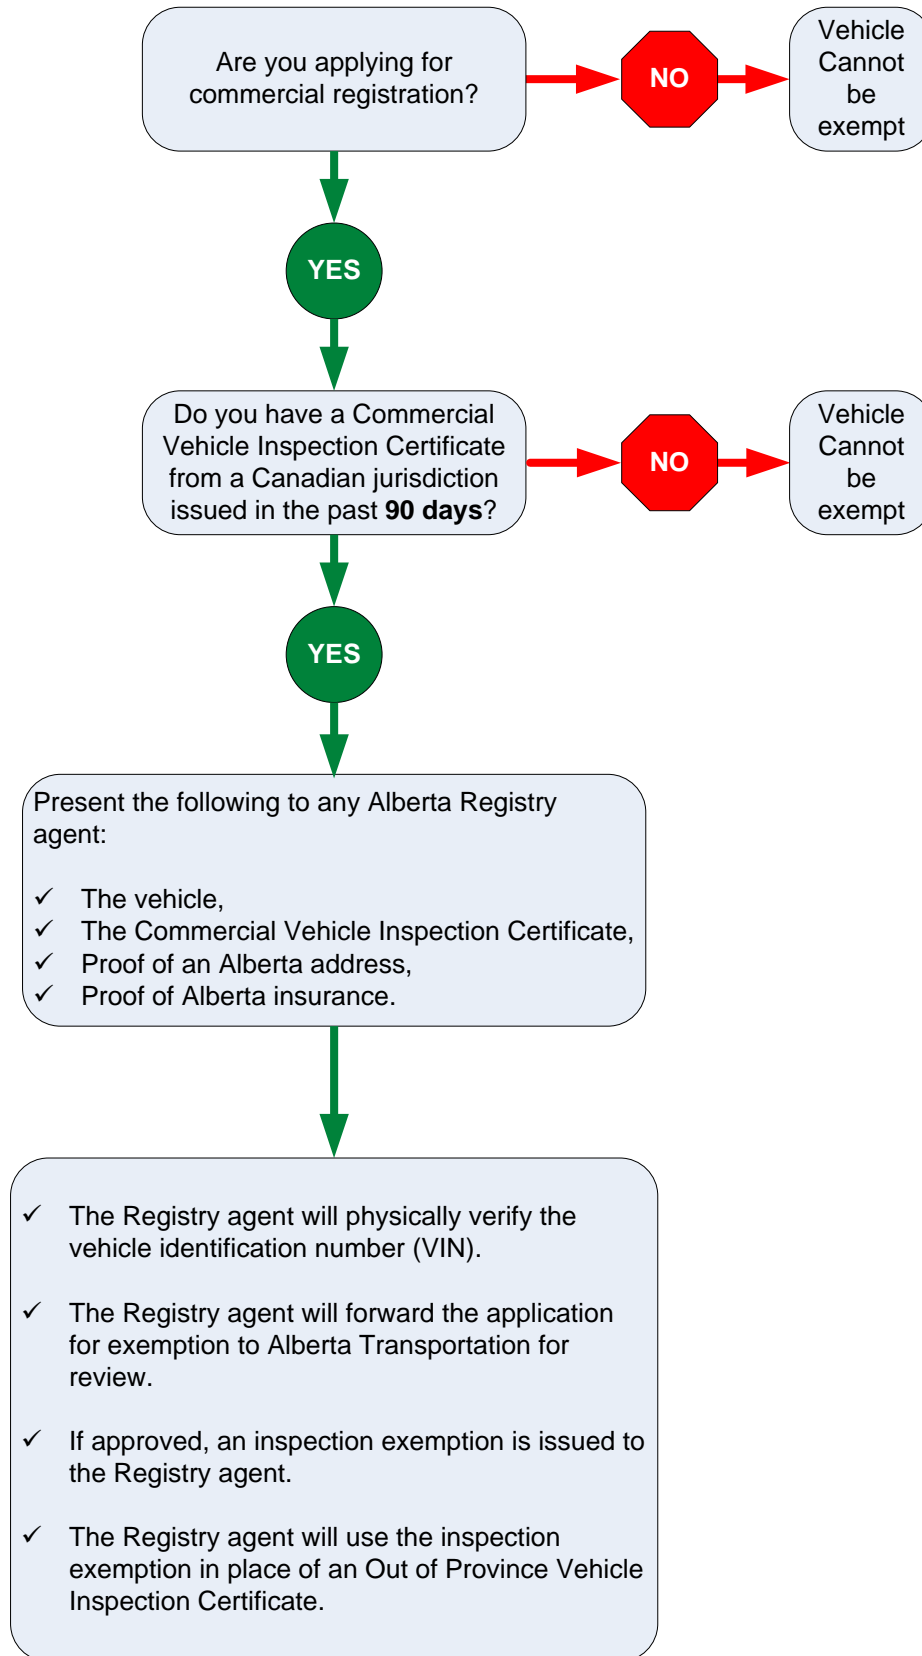 Are you applying for
commercial registration?
NO
Vehicle
Cannot
be
exempt
YES
Do you have a Commercial
Vehicle Inspection Certificate
from a Canadian jurisdiction
issued in the past 90 days?
NO
Vehicle
Cannot
be
exempt
YES
Present the following to any Alberta Registry
agent:
✓ The vehicle,
✓ The Commercial Vehicle Inspection Certificate,
✓ Proof of an Alberta address,
✓ Proof of Alberta insurance.
✓ The Registry agent will physically verify the
vehicle identification number (VIN).
✓ The Registry agent will forward the application
for exemption to Alberta Transportation for
review.
✓ If approved, an inspection exemption is issued to
the Registry agent.
✓ The Registry agent will use the inspection
exemption in place of an Out of Province Vehicle
Inspection Certificate.